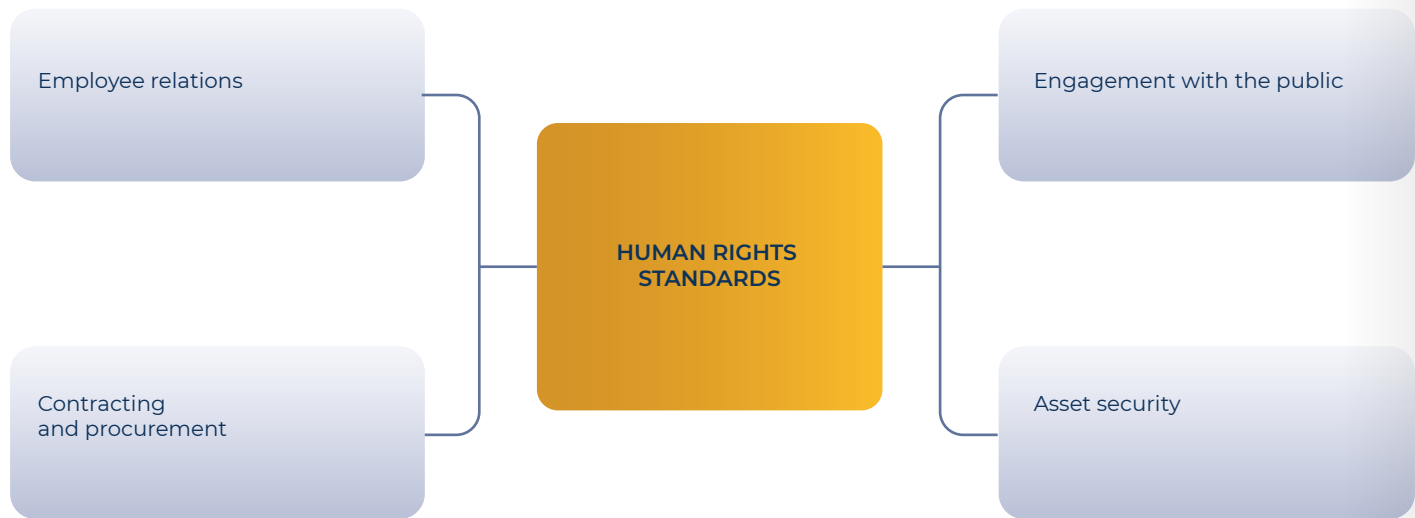 Employee relations
Engagement with the public
HUMAN RIGHTS
STANDARDS
Contracting
and procurement
Asset security